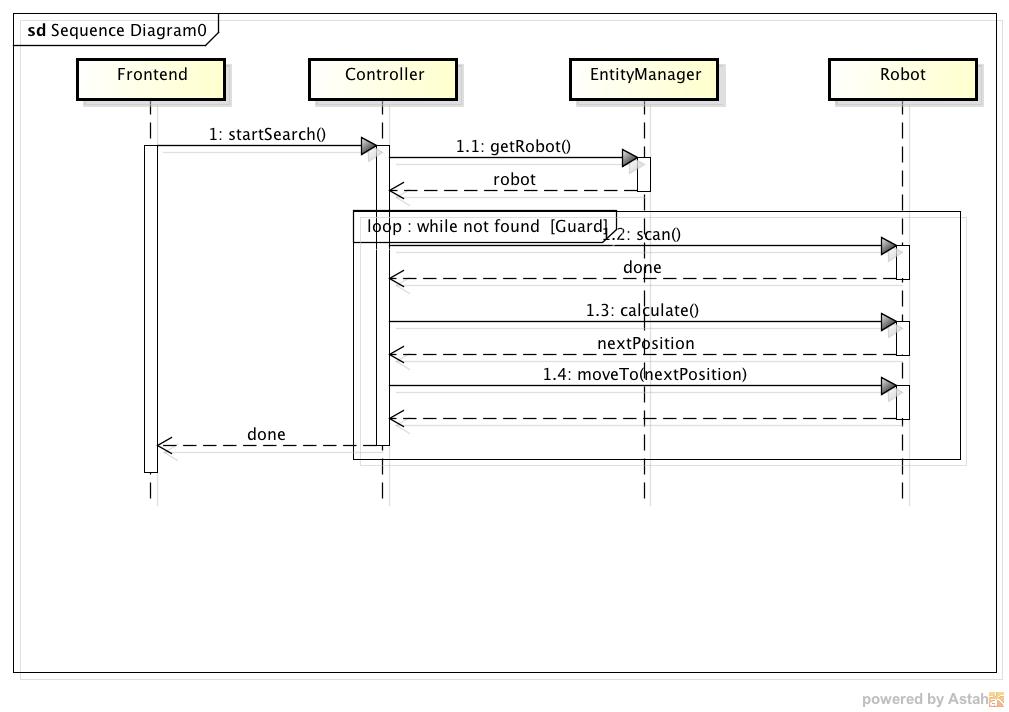 sd Sequence Diagram0
Frontend
Controller
EntityManager
Robot
1: startSearch()
1.1: getRobot()
robot
loop : while not found [Guard]
1.2: scan()
done
1.3: calculate()
nextPosition
1.4: moveTo(nextPosition)
done
powered by Astah